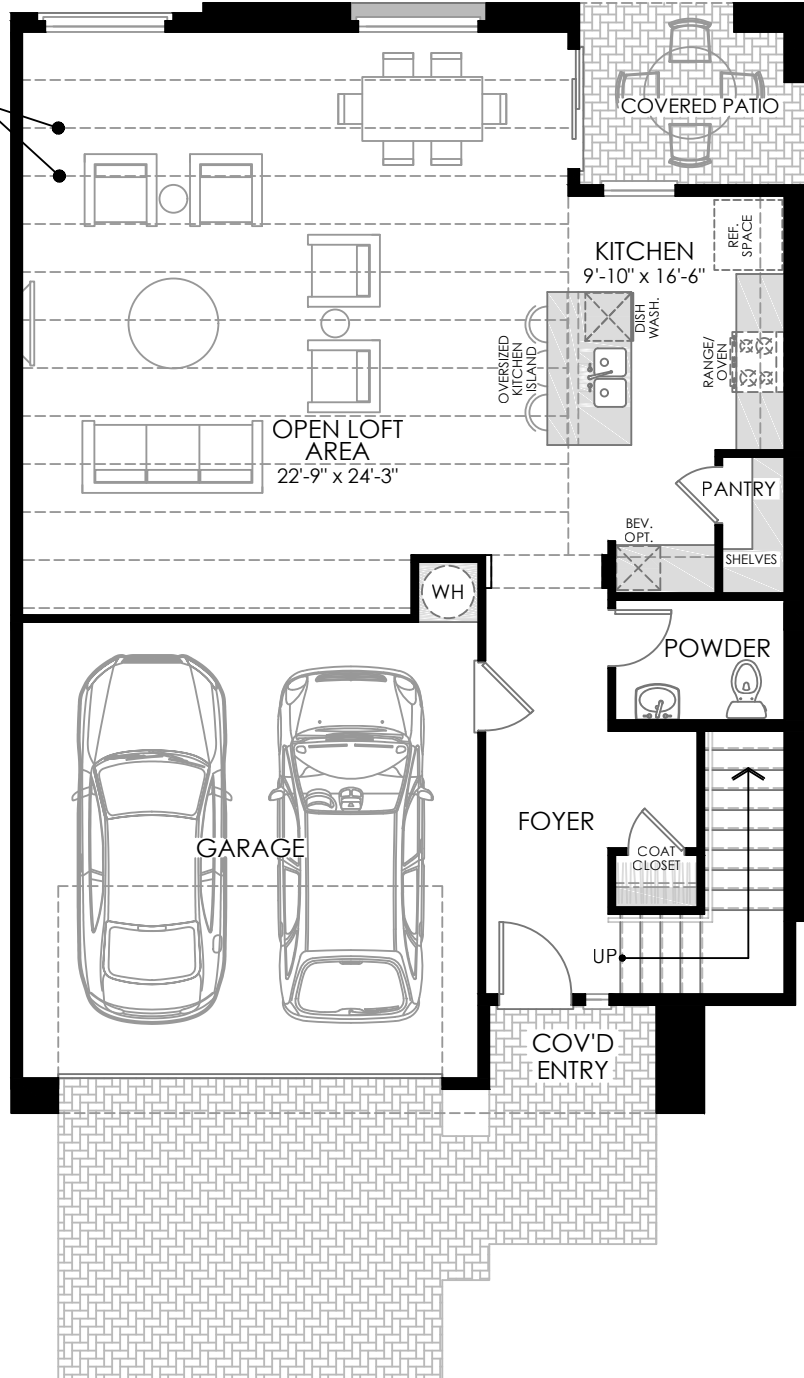 COVERED PATIO
REF.
SPACE
KITCHEN
9'-10" x 16'-6"
DISH
WASH.
RANGE/
OVEN
OVERSIZED
KITCHEN
ISLAND
OPEN LOFT
AREA
22'-9" x 24'-3"
PANTRY
BEV.
OPT.
SHELVES
WH
POWDER
FOYER
GARAGE
COAT
CLOSET
UP
COV'D
ENTRY